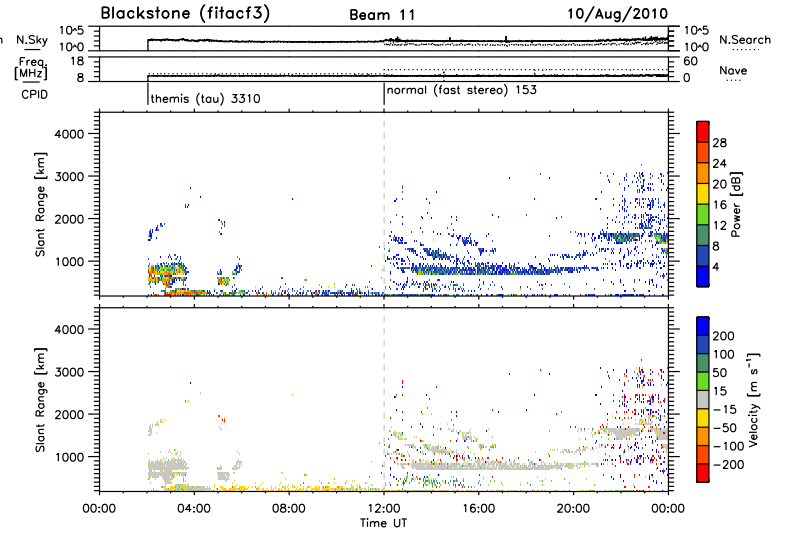 Blackstone (fitacf3)
Beam 11
10/Aug/2010
N.Sky
10^5
10^0
10^5
10^0
N.Search
Freq.
[MHz]
18
8
60
0
Nave
CPID
themis (tau) 3310
normal (fast stereo) 153
Slant Range [km]
4000
3000
2000
1000
28
24
20
16
12
8
4
Power [dB]
Slant Range [km]
4000
3000
2000
1000
200
100
50
15
-15
-50
-100
-200
Velocity [m s⁻¹]
00:00
04:00
08:00
12:00
16:00
20:00
00:00
Time UT